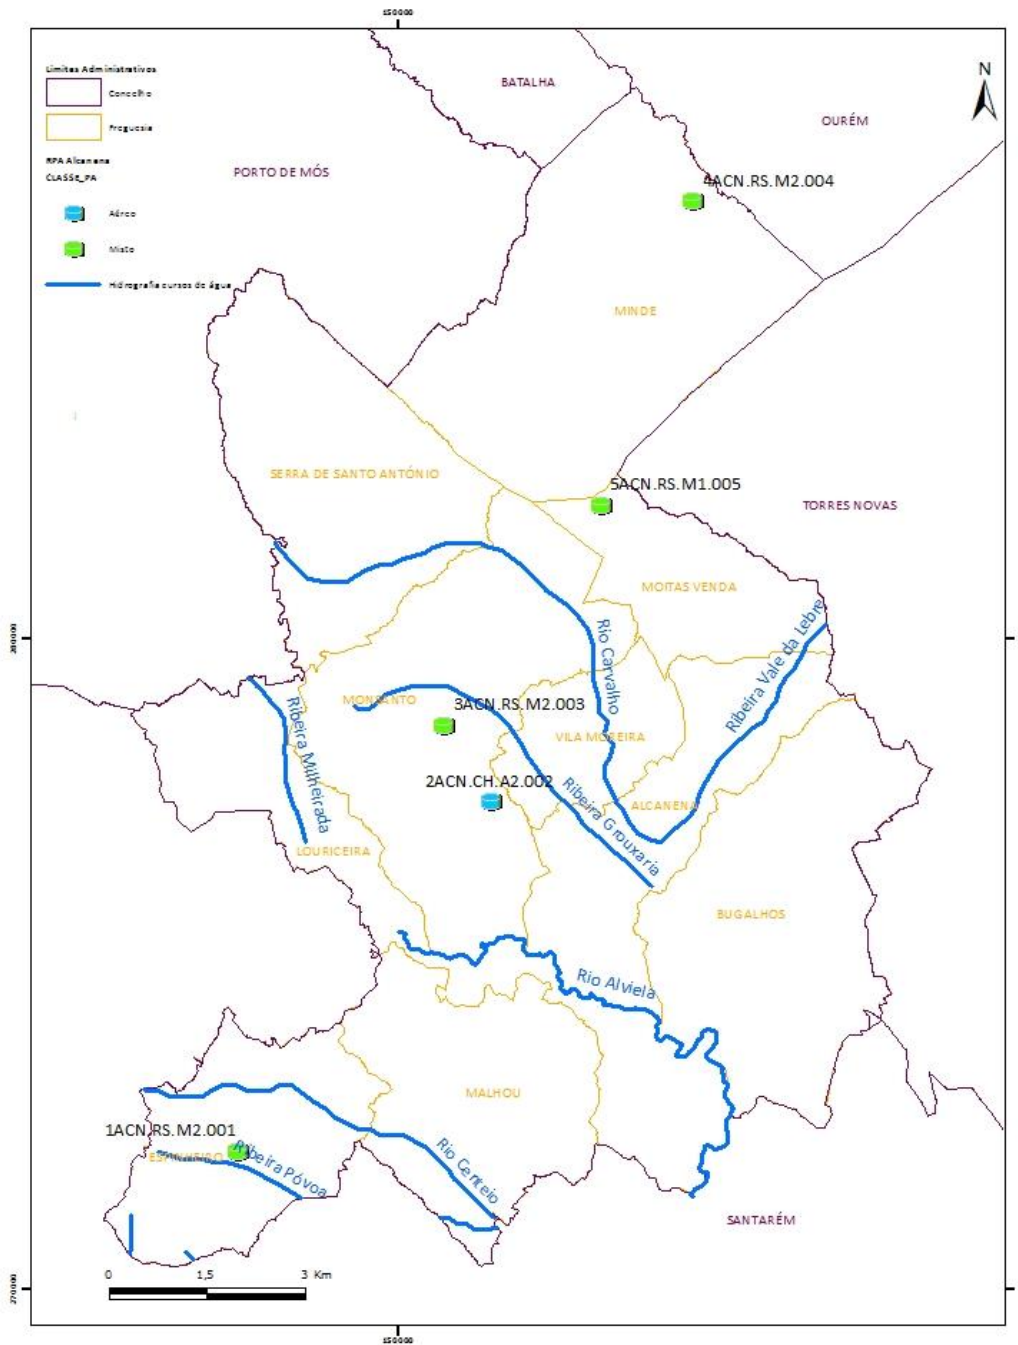 150000
N
Limites Administrativos
Concelho
Freguesia
RPA Alcanena
CLASSE_PA
Aéreo
Misto
Hidrografia cursos de água
BATALHA
OURÉM
PORTO DE MÓS
4ACN.RS.M2.004
MINDE
SERRA DE SANTO ANTÓNIO
5ACN.RS.M1.005
TORRES NOVAS
MOITAS VENDA
Rio Carvalho
Ribeira Vale da Lebre
MONSANTO
3ACN.RS.M2.003
VILA MOREIRA
Ribeira Milheirada
2ACN.CH.A2.002
Ribeira Grouxaria
ALCANENA
LOURICEIRA
BUGALHOS
Rio Alviela
MALHOU
1ACN.RS.M2.001
ESPINHEIRO
Ribeira Póvoa
Rio Centeio
SANTARÉM
0 1,5 3 Km
270000
150000